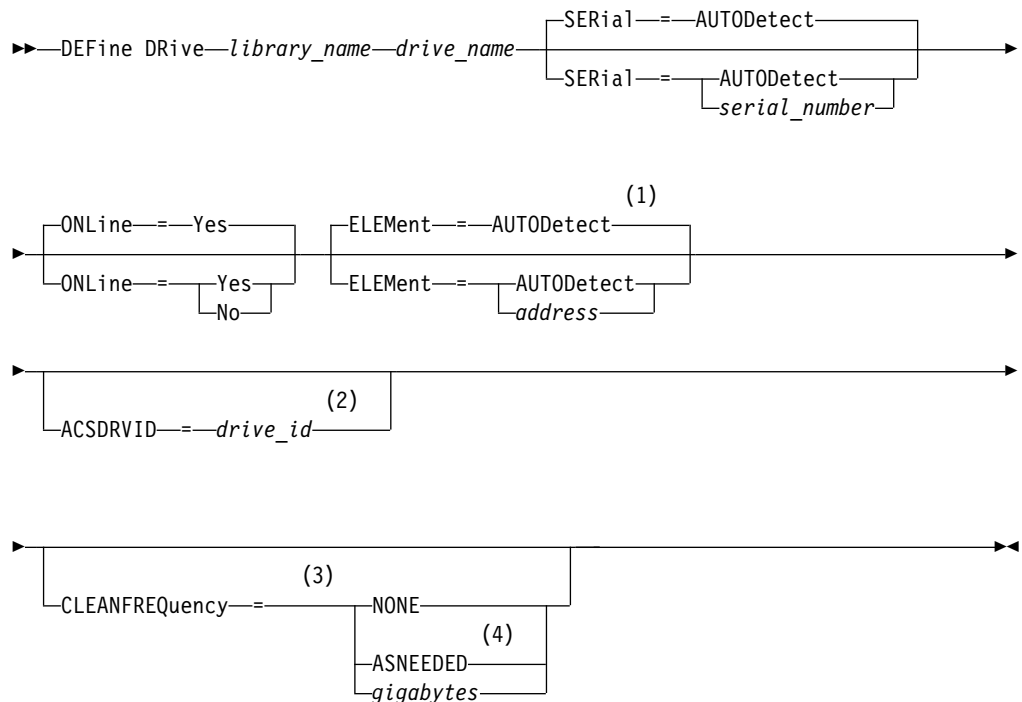 SERial = AUTODetect
DEFine DRive library_name drive_name
SERial = AUTODetect
serial_number
(1)
ONLine = Yes ELEMent = AUTODetect
ONLine = Yes ELEMent = AUTODetect
No address
(2)
ACSDRVID = drive_id
(3)
CLEANFREQuency = NONE
(4)
ASNEEDED
gigabytes